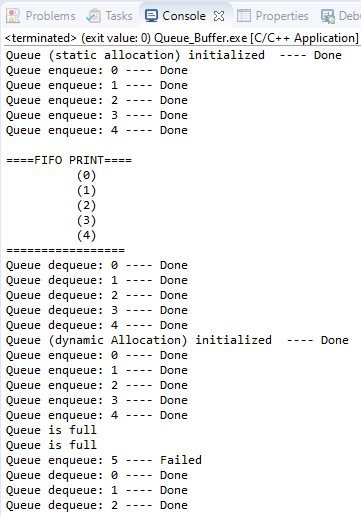 Problems Tasks Console Properties Debu
<terminated> (exit value: 0) Queue_Buffer.exe [C/C++ Application]
Queue (static allocation) initialized  ---- Done
Queue enqueue: 0 ---- Done
Queue enqueue: 1 ---- Done
Queue enqueue: 2 ---- Done
Queue enqueue: 3 ---- Done
Queue enqueue: 4 ---- Done
====FIFO PRINT====
(0)
(1)
(2)
(3)
(4)
=================
Queue dequeue: 0 ---- Done
Queue dequeue: 1 ---- Done
Queue dequeue: 2 ---- Done
Queue dequeue: 3 ---- Done
Queue dequeue: 4 ---- Done
Queue (dynamic Allocation) initialized  ---- Done
Queue enqueue: 0 ---- Done
Queue enqueue: 1 ---- Done
Queue enqueue: 2 ---- Done
Queue enqueue: 3 ---- Done
Queue enqueue: 4 ---- Done
Queue is full
Queue is full
Queue enqueue: 5 ---- Failed
Queue dequeue: 0 ---- Done
Queue dequeue: 1 ---- Done
Queue dequeue: 2 ---- Done